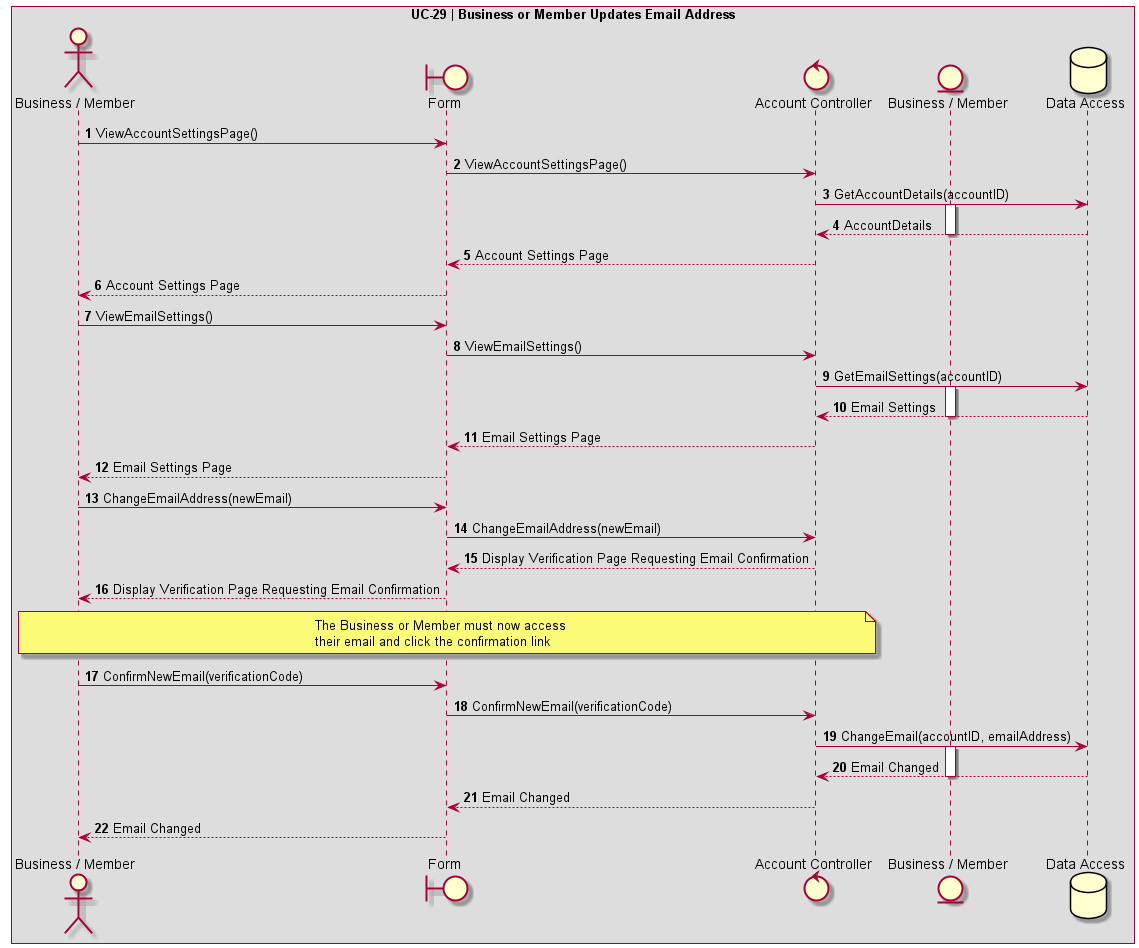 UC-29 | Business or Member Updates Email Address
Business / Member
Form
Account Controller
Business / Member
Data Access
1 ViewAccountSettingsPage()
2 ViewAccountSettingsPage()
3 GetAccountDetails(accountID)
4 AccountDetails
5 Account Settings Page
6 Account Settings Page
7 ViewEmailSettings()
8 ViewEmailSettings()
9 GetEmailSettings(accountID)
10 Email Settings
11 Email Settings Page
12 Email Settings Page
13 ChangeEmailAddress(newEmail)
14 ChangeEmailAddress(newEmail)
15 Display Verification Page Requesting Email Confirmation
16 Display Verification Page Requesting Email Confirmation
The Business or Member must now access
their email and click the confirmation link
17 ConfirmNewEmail(verificationCode)
18 ConfirmNewEmail(verificationCode)
19 ChangeEmail(accountID, emailAddress)
20 Email Changed
21 Email Changed
22 Email Changed
Business / Member
Form
Account Controller
Business / Member
Data Access